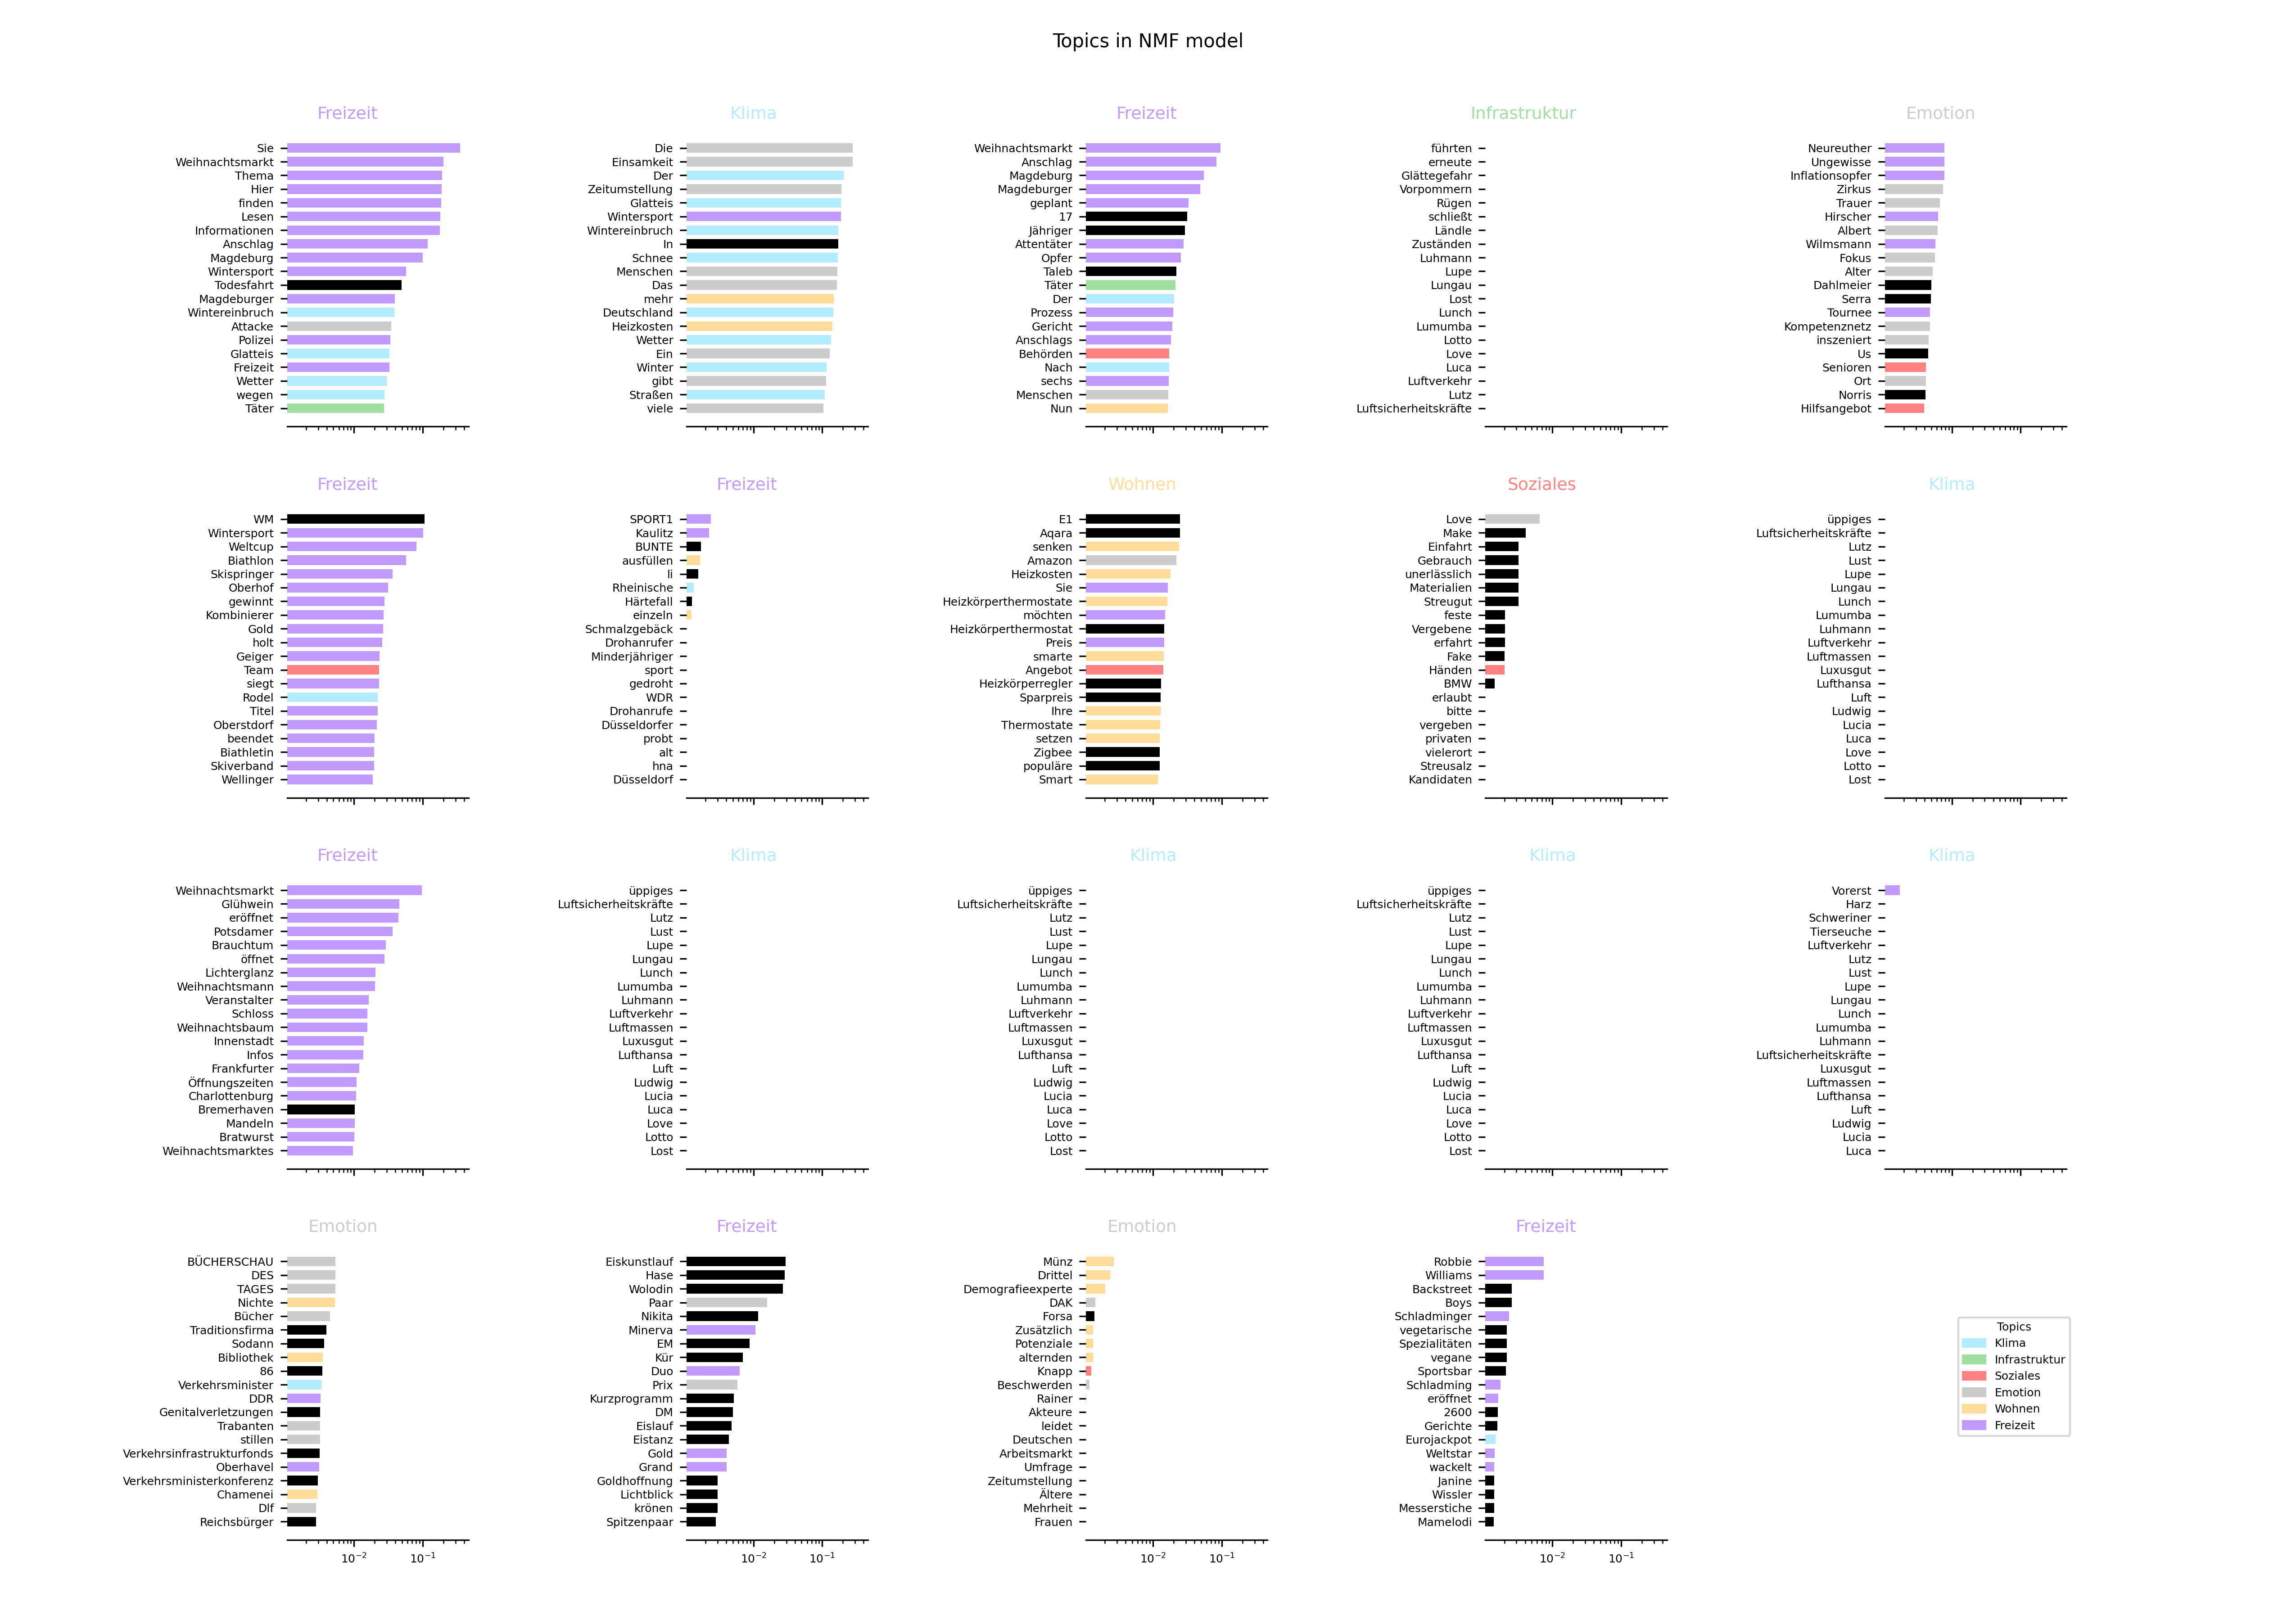 Topics in NMF model
Freizeit
Sie
Weihnachtsmarkt
Thema
Hier
finden
Lesen
Informationen
Anschlag
Magdeburg
Wintersport
Todesfahrt
Magdeburger
Wintereinbruch
Attacke
Polizei
Glatteis
Freizeit
Wetter
wegen
Täter
Klima
Die
Einsamkeit
Der
Zeitumstellung
Glatteis
Wintersport
Wintereinbruch
In
Schnee
Menschen
Das
mehr
Deutschland
Heizkosten
Wetter
Ein
Winter
gibt
Straßen
viele
Freizeit
Weihnachtsmarkt
Anschlag
Magdeburg
Magdeburger
geplant
17
Jähriger
Attentäter
Opfer
Taleb
Täter
Der
Prozess
Gericht
Anschlags
Behörden
Nach
sechs
Menschen
Nun
Infrastruktur
führten
erneute
Glättegefahr
Vorpommern
Rügen
schließt
Ländle
Zuständen
Luhmann
Lupe
Lungau
Lost
Lunch
Lumumba
Lotto
Love
Luca
Luftverkehr
Lutz
Luftsicherheitskräfte
Emotion
Neureuther
Ungewisse
Inflationsopfer
Zirkus
Trauer
Hirscher
Albert
Wilmsmann
Fokus
Alter
Dahlmeier
Serra
Tournee
Kompetenznetz
inszeniert
Us
Senioren
Ort
Norris
Hilfsangebot
Freizeit
WM
Wintersport
Weltcup
Biathlon
Skispringer
Oberhof
gewinnt
Kombinierer
Gold
holt
Geiger
Team
siegt
Rodel
Titel
Oberstdorf
beendet
Biathletin
Skiverband
Wellinger
Freizeit
SPORT1
Kaulitz
BUNTE
ausfüllen
li
Rheinische
Härtefall
einzeln
Schmalzgebäck
Drohanrufer
Minderjähriger
sport
gedroht
WDR
Drohanrufe
Düsseldorfer
probt
alt
hna
Düsseldorf
Wohnen
E1
Aqara
senken
Amazon
Heizkosten
Sie
Heizkörperthermostate
möchten
Heizkörperthermostat
Preis
smarte
Angebot
Heizkörperregler
Sparpreis
Ihre
Thermostate
setzen
Zigbee
populäre
Smart
Soziales
Love
Make
Einfahrt
Gebrauch
unerlässlich
Materialien
Streugut
feste
Vergebene
erfahrt
Fake
Händen
BMW
erlaubt
bitte
vergeben
privaten
vielerort
Streusalz
Kandidaten
Klima
üppiges
Luftsicherheitskräfte
Lutz
Lust
Lupe
Lungau
Lunch
Lumumba
Luhmann
Luftverkehr
Luftmassen
Luxusgut
Lufthansa
Luft
Ludwig
Lucia
Luca
Love
Lotto
Lost
Freizeit
Weihnachtsmarkt
Glühwein
eröffnet
Potsdamer
Brauchtum
öffnet
Lichterglanz
Weihnachtsmann
Veranstalter
Schloss
Weihnachtsbaum
Innenstadt
Infos
Frankfurter
Öffnungszeiten
Charlottenburg
Bremerhaven
Mandeln
Bratwurst
Weihnachtsmarktes
Klima
üppiges
Luftsicherheitskräfte
Lutz
Lust
Lupe
Lungau
Lunch
Lumumba
Luhmann
Luftverkehr
Luftmassen
Luxusgut
Lufthansa
Luft
Ludwig
Lucia
Luca
Love
Lotto
Lost
Klima
üppiges
Luftsicherheitskräfte
Lutz
Lust
Lupe
Lungau
Lunch
Lumumba
Luhmann
Luftverkehr
Luftmassen
Luxusgut
Lufthansa
Luft
Ludwig
Lucia
Luca
Love
Lotto
Lost
Klima
üppiges
Luftsicherheitskräfte
Lutz
Lust
Lupe
Lungau
Lunch
Lumumba
Luhmann
Luftverkehr
Luftmassen
Luxusgut
Lufthansa
Luft
Ludwig
Lucia
Luca
Love
Lotto
Lost
Klima
Vorerst
Harz
Schweriner
Tierseuche
Luftverkehr
Lutz
Lust
Lupe
Lungau
Lunch
Lumumba
Luhmann
Luftsicherheitskräfte
Luxusgut
Luftmassen
Lufthansa
Luft
Ludwig
Lucia
Luca
Emotion
BÜCHERSCHAU
DES
TAGES
Nichte
Bücher
Traditionsfirma
Sodann
Bibliothek
86
Verkehrsminister
DDR
Genitalverletzungen
Trabanten
stillen
Verkehrsinfrastrukturfonds
Oberhavel
Verkehrsministerkonferenz
Chamenei
Dlf
Reichsbürger
10⁻² 10⁻¹
Freizeit
Eiskunstlauf
Hase
Wolodin
Paar
Nikita
Minerva
EM
Kür
Duo
Prix
Kurzprogramm
DM
Eislauf
Eistanz
Gold
Grand
Goldhoffnung
Lichtblick
krönen
Spitzenpaar
10⁻² 10⁻¹
Emotion
Münz
Drittel
Demografieexperte
DAK
Forsa
Zusätzlich
Potenziale
alternden
Knapp
Beschwerden
Rainer
Akteure
leidet
Deutschen
Arbeitsmarkt
Umfrage
Zeitumstellung
Ältere
Mehrheit
Frauen
10⁻² 10⁻¹
Freizeit
Robbie
Williams
Backstreet
Boys
Schladminger
vegetarische
Spezialitäten
vegane
Sportsbar
Schladming
eröffnet
2600
Gerichte
Eurojackpot
Weltstar
wackelt
Janine
Wissler
Messerstiche
Mamelodi
10⁻² 10⁻¹
Topics
Klima
Infrastruktur
Soziales
Emotion
Wohnen
Freizeit